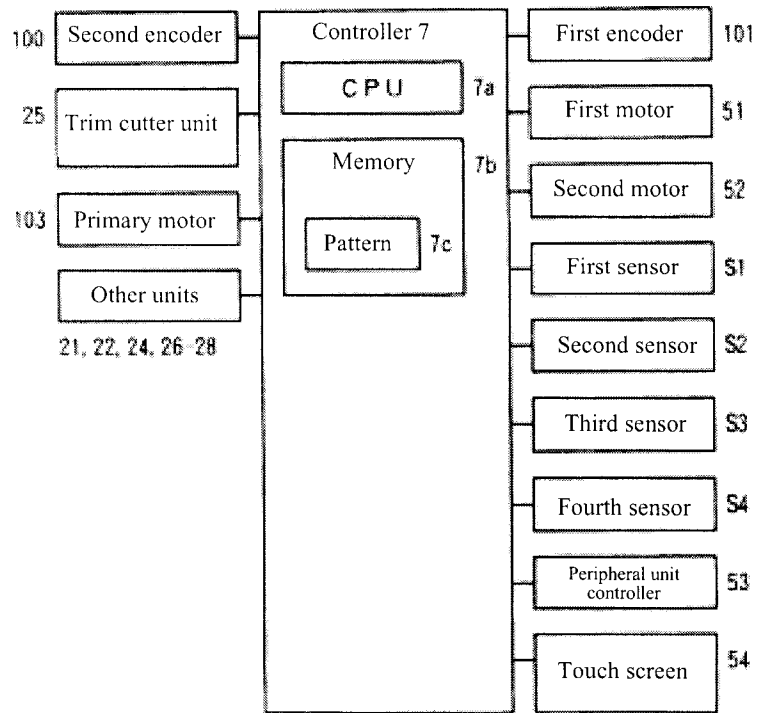 100 Second encoder
25 Trim cutter unit
103 Primary motor
Other units
21, 22, 24, 26-28
Controller 7
CPU 7a
Memory 7b
Pattern 7c
First encoder 101
First motor 51
Second motor 52
First sensor S1
Second sensor S2
Third sensor S3
Fourth sensor S4
Peripheral unit
controller 53
Touch screen 54